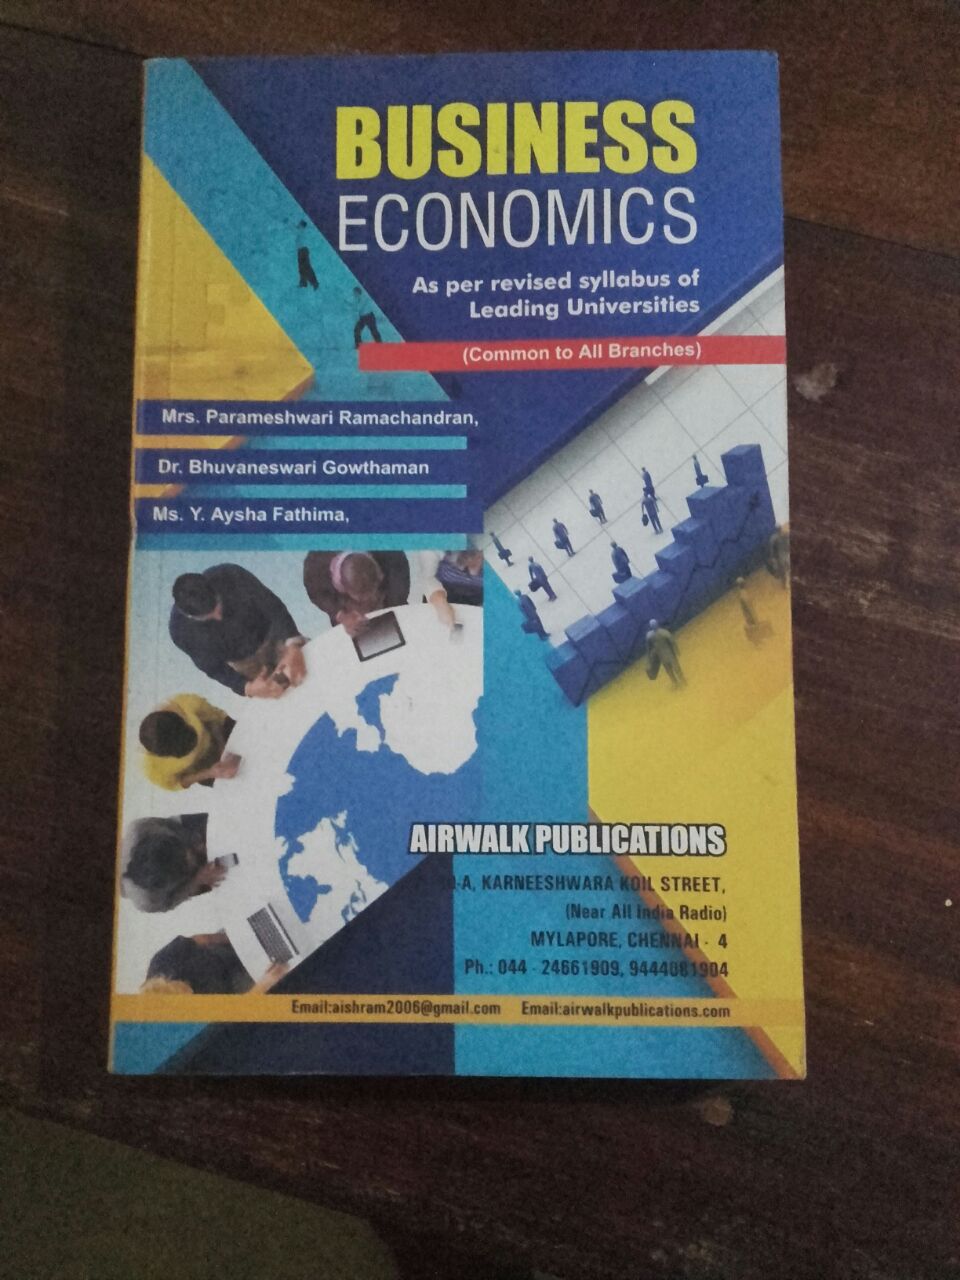 BUSINESS
ECONOMICS
As per revised syllabus of
Leading Universities
(Common to All Branches)
Mrs. Parameshwari Ramachandran,
Dr. Bhuvaneswari Gowthaman
Ms. Y. Aysha Fathima,
AIRWALK PUBLICATIONS
KARNEESHWARA KOIL STREET,
(Near All India Radio)
MYLAPORE, CHENNAI - 4
Ph.: 044 - 24661909, 9444081904
Email:aishram2006@gmail.com Email:airwalkpublications.com